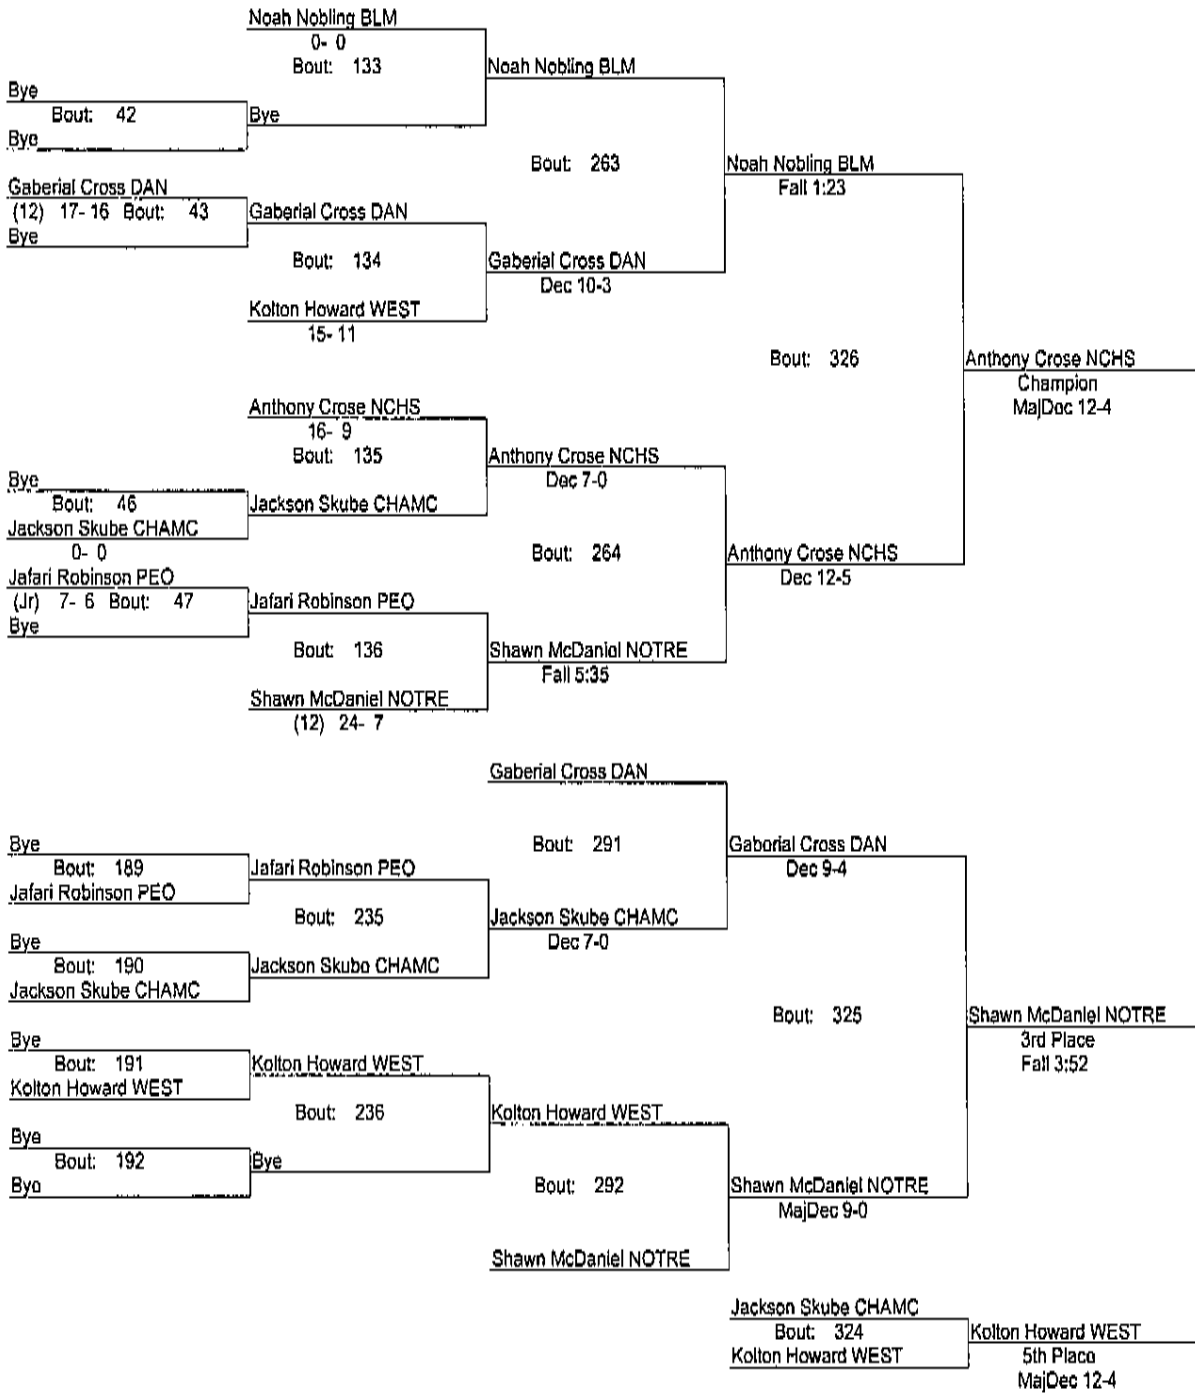 Noah Nobling BLM
0- 0
Bout: 133
Noah Nobling BLM
Bye
Bout: 42
Bye
Bye
Bout: 263
Noah Nobling BLM
Fall 1:23
Gaberial Cross DAN
(12) 17- 16 Bout: 43
Bye
Gaberial Cross DAN
Bout: 134
Gaberial Cross DAN
Dec 10-3
Kolton Howard WEST
15- 11
Bout: 326
Anthony Crose NCHS
Champion
MajDec 12-4
Anthony Crose NCHS
16- 9
Bout: 135
Anthony Crose NCHS
Dec 7-0
Bye
Bout: 46
Jackson Skube CHAMC
Jackson Skube CHAMC
0- 0
Bout: 264
Anthony Crose NCHS
Dec 12-5
Jafari Robinson PEO
(Jr) 7- 6 Bout: 47
Bye
Jafari Robinson PEO
Bout: 136
Shawn McDaniel NOTRE
Fall 5:35
Shawn McDaniel NOTRE
(12) 24- 7
Gaberial Cross DAN
Bout: 291
Gaberial Cross DAN
Dec 9-4
Bye
Bout: 189
Jafari Robinson PEO
Jafari Robinson PEO
Bout: 235
Jackson Skube CHAMC
Dec 7-0
Bye
Bout: 190
Jackson Skube CHAMC
Jackson Skube CHAMC
Bout: 325
Shawn McDaniel NOTRE
3rd Place
Fall 3:52
Bye
Bout: 191
Kolton Howard WEST
Kolton Howard WEST
Bout: 236
Kolton Howard WEST
Bye
Bout: 192
Bye
Bye
Bout: 292
Shawn McDaniel NOTRE
MajDec 9-0
Shawn McDaniel NOTRE
Jackson Skube CHAMC
Bout: 324
Kolton Howard WEST
Kolton Howard WEST
5th Place
MajDec 12-4